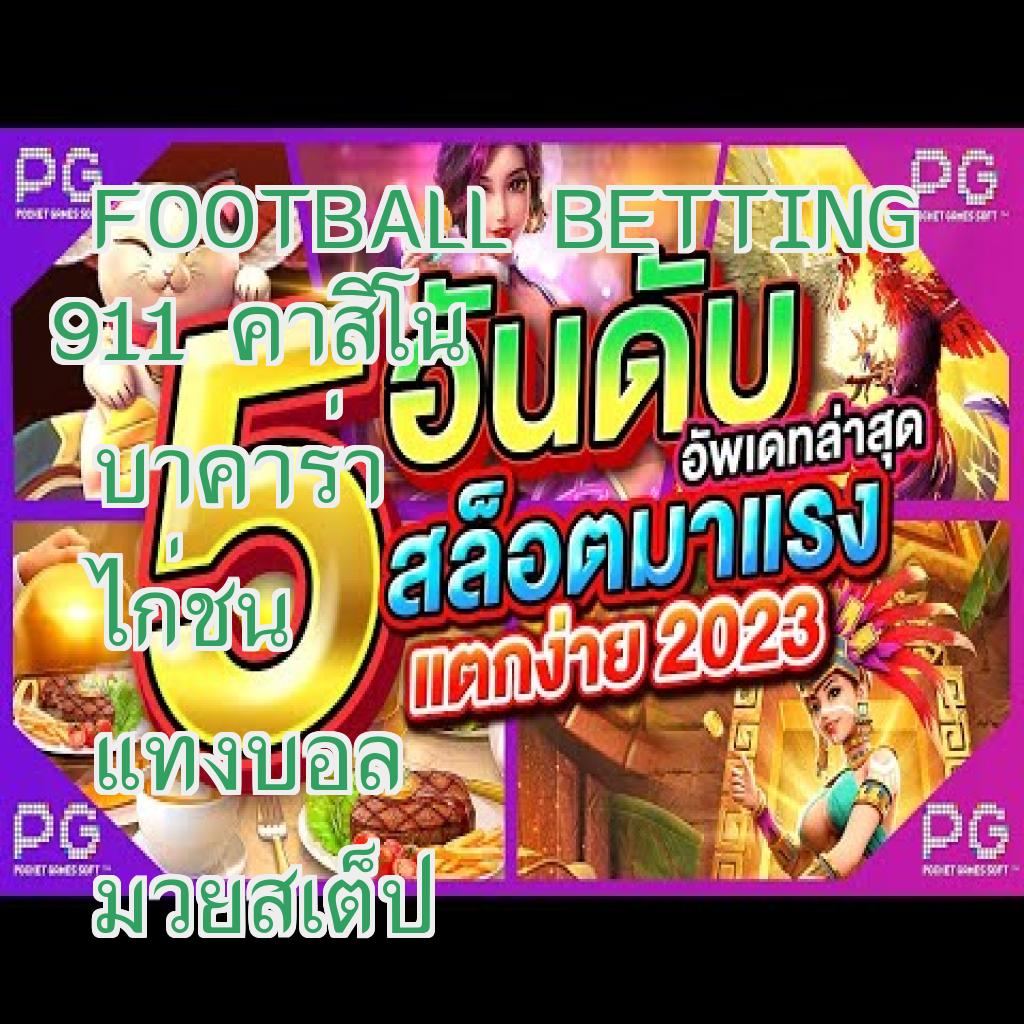 PG
POCKET GAMES SOFT ™
PG
POCKET GAMES SOFT ™
FOOTBALL BETTING
911 คาสิโน
5 อันดับ
อัพเดทล่าสุด
บาคาร่า
สล็อตมาแรง
ไก่ชน
แตกง่าย 2023
แทงบอล
PG
POCKET GAMES SOFT ™
PG
POCKET GAMES SOFT ™
มวยสเต็ป